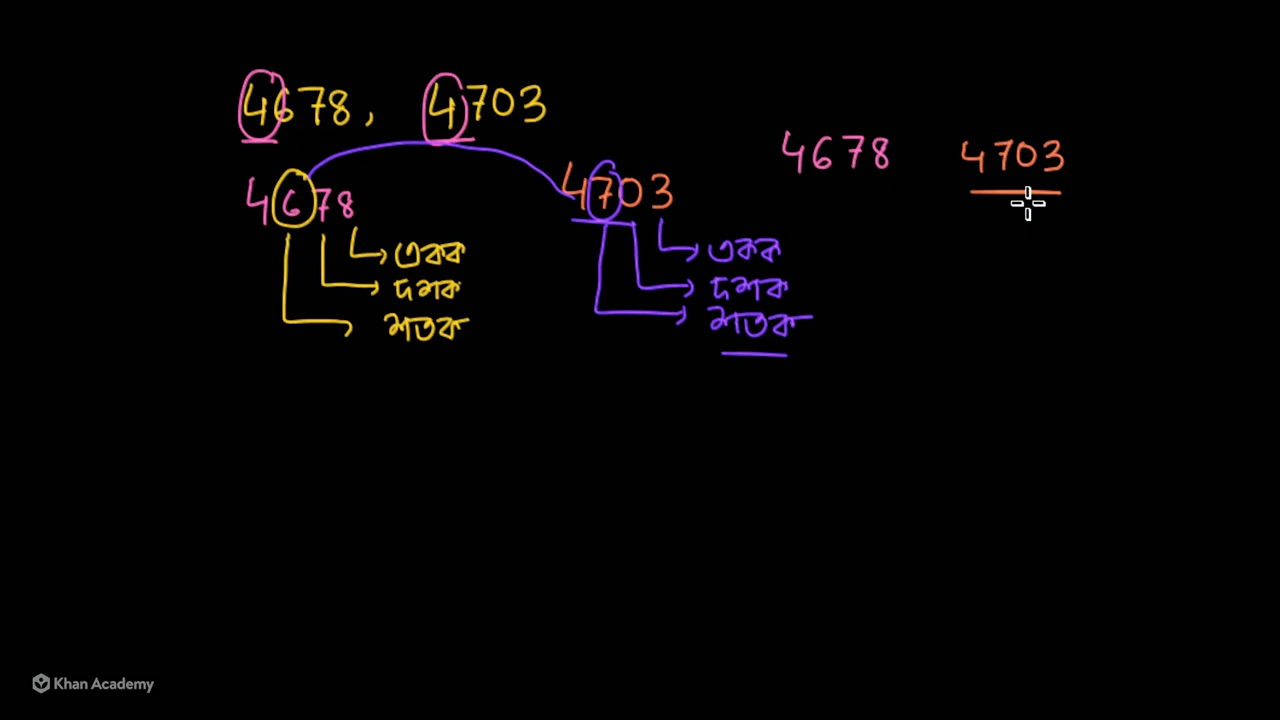 4678, 4703
4678 4703
4678 4703
একক একক
দশক দশক
শতক শতক
Khan Academy